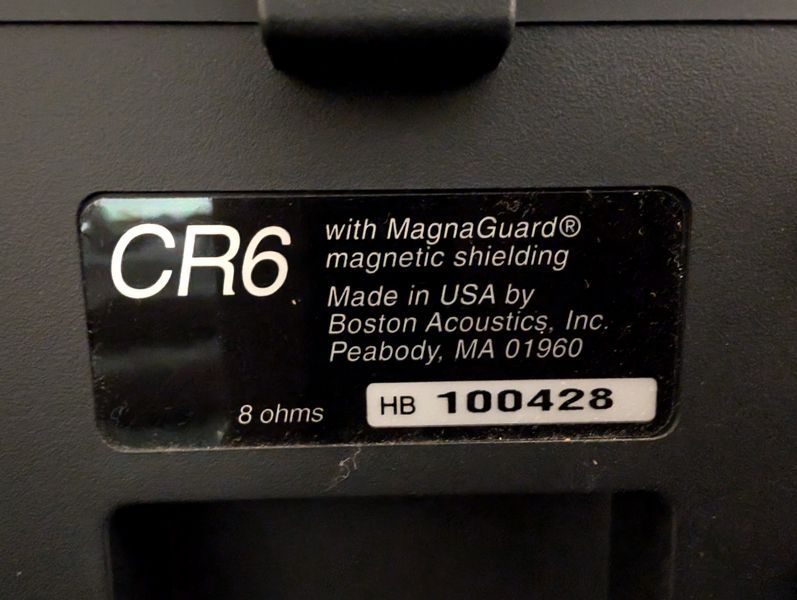 CR6
with MagnaGuard®
magnetic shielding
Made in USA by
Boston Acoustics, Inc.
Peabody, MA 01960
8 ohms
HB 100428